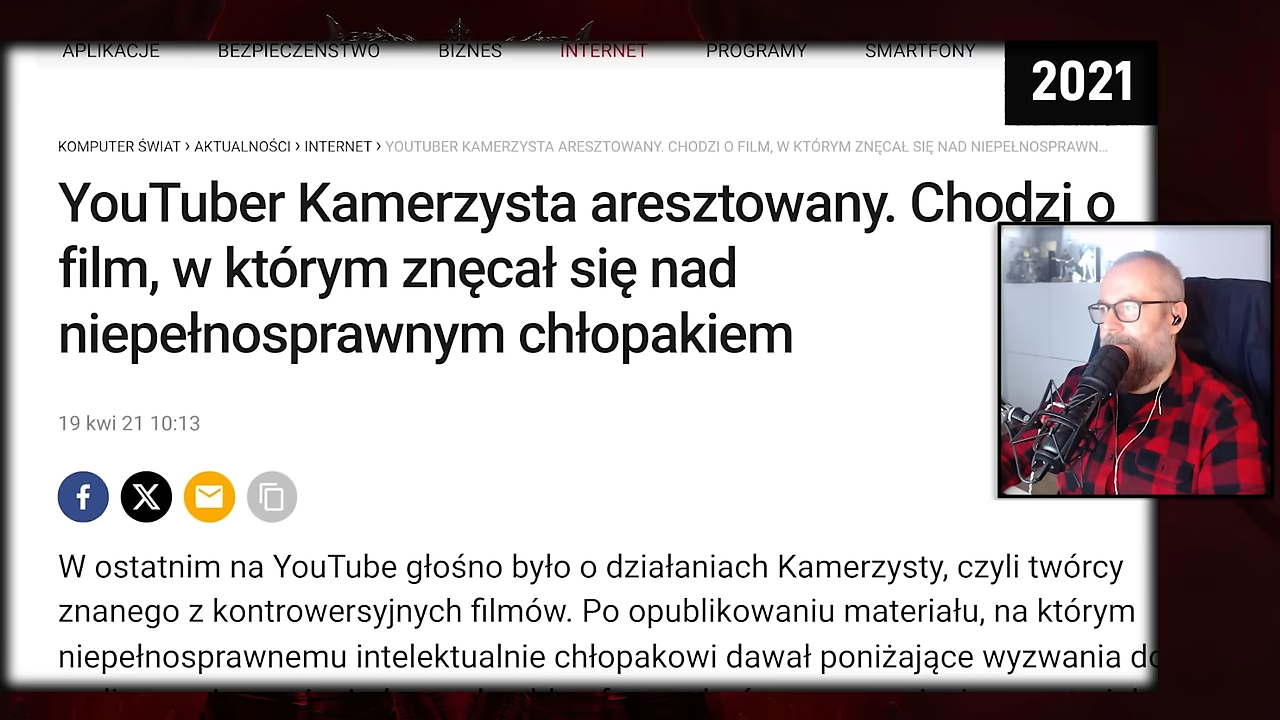 APLIKACJE BEZPIECZEŃSTWO BIZNES INTERNET PROGRAMY SMARTFONY
2021
KOMPUTER ŚWIAT › AKTUALNOŚCI › INTERNET › YOUTUBER KAMERZYSTA ARESZTOWANY. CHODZI O FILM, W KTÓRYM ZNĘCAŁ SIĘ NAD NIEPEŁNOSPRAWN...
YouTuber Kamerzysta aresztowany. Chodzi o
film, w którym znęcał się nad
niepełnosprawnym chłopakiem
19 kwi 21 10:13
W ostatnim na YouTube głośno było o działaniach Kamerzysty, czyli twórcy
znanego z kontrowersyjnych filmów. Po opublikowaniu materiału, na którym
niepełnosprawnemu intelektualnie chłopakowi dawał poniżające wyzwania do